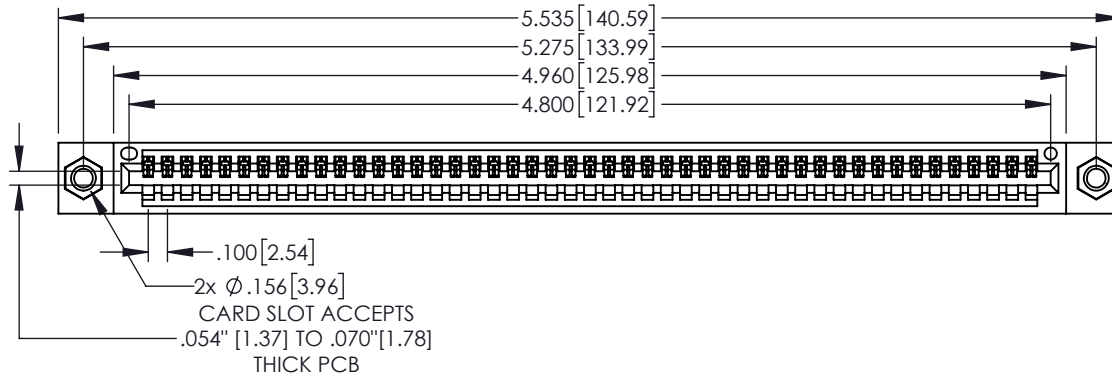 5.535[140.59]
5.275[133.99]
4.960[125.98]
4.800[121.92]
.100[2.54]
2x Ø.156[3.96]
CARD SLOT ACCEPTS
.054" [1.37] TO .070"[1.78]
THICK PCB